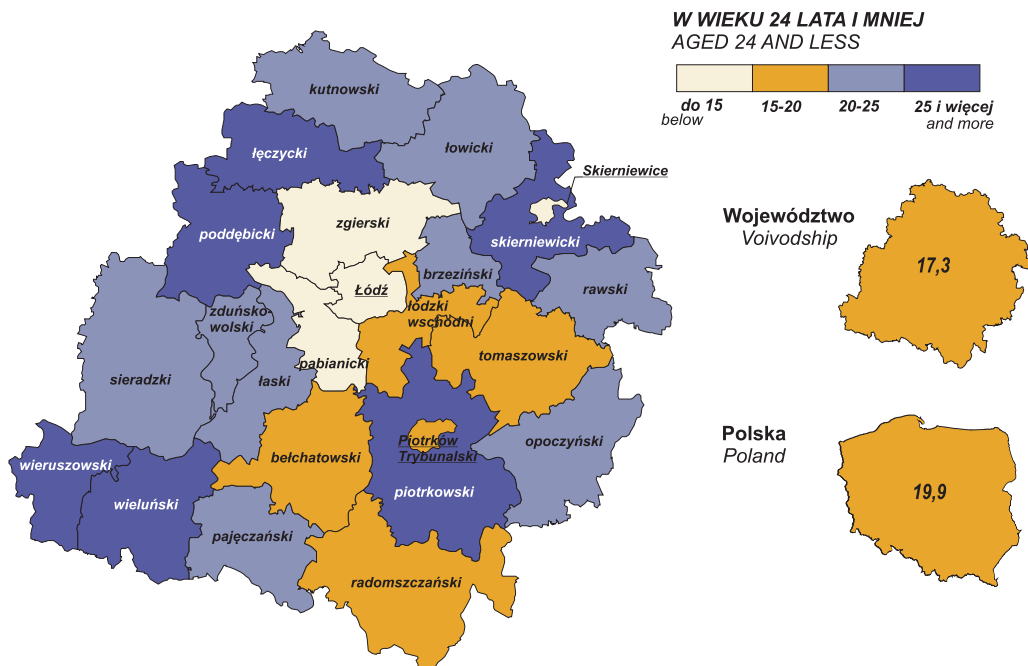 W WIEKU 24 LATA I MNIEJ
AGED 24 AND LESS
do 15
below
15-20
20-25
25 i więcej
and more
kutnowski
łowicki
łęczycki
Skierniewice
zgierski
poddębicki
skierniewicki
brzeziński
rawski
Łódź
zduńsko-
wolski
łódzki
wschodni
tomaszowski
pabianicki
sieradzki
łaski
opoczyński
Piotrków
Trybunalski
bełchatowski
wieruszowski
piotrkowski
wieluński
pajęczański
radomszczański
Województwo
Voivodship
17,3
Polska
Poland
19,9